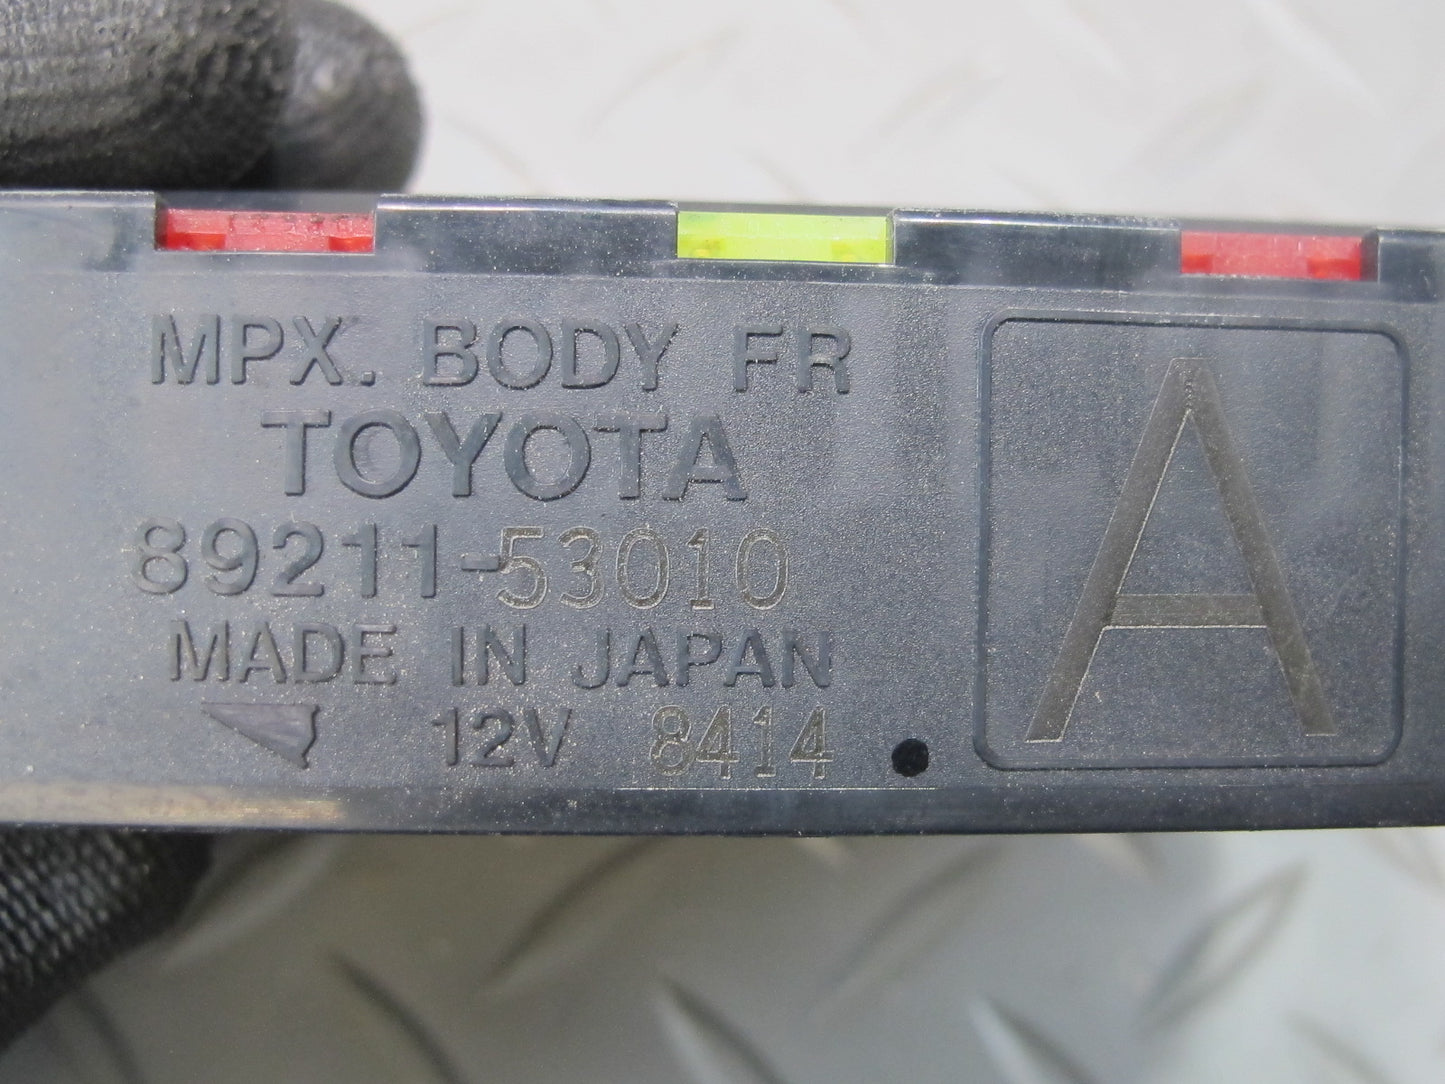 MPX. BODY FR
TOYOTA
89211-53010
MADE IN JAPAN
12V 8414
A